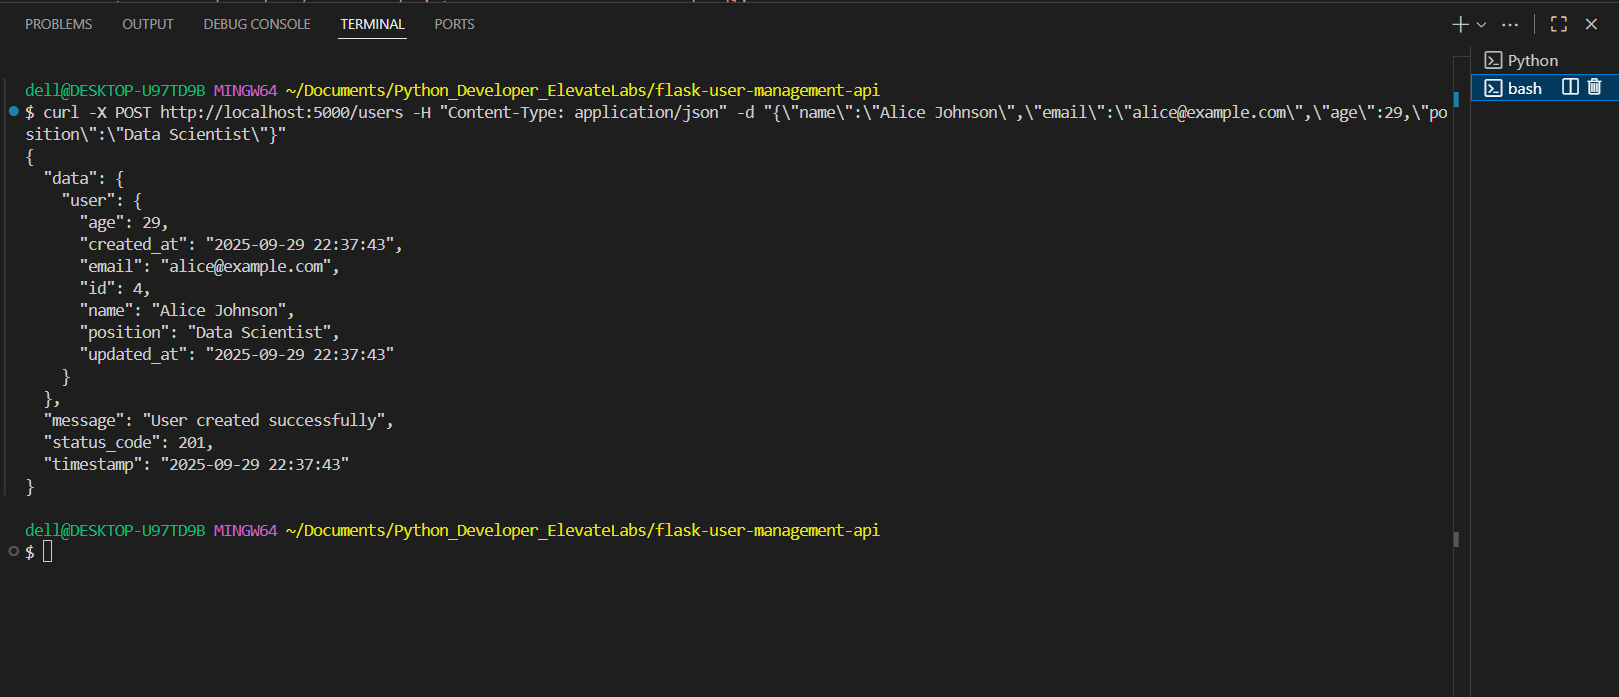 PROBLEMS OUTPUT DEBUG CONSOLE TERMINAL PORTS
Python
bash
dell@DESKTOP-U97TD9B MINGW64 ~/Documents/Python_Developer_ElevateLabs/flask-user-management-api
$ curl -X POST http://localhost:5000/users -H "Content-Type: application/json" -d "{\"name\":\"Alice Johnson\",\"email\":\"alice@example.com\",\"age\":29,\"po
sition\":\"Data Scientist\"}"
{
  "data": {
    "user": {
      "age": 29,
      "created_at": "2025-09-29 22:37:43",
      "email": "alice@example.com",
      "id": 4,
      "name": "Alice Johnson",
      "position": "Data Scientist",
      "updated_at": "2025-09-29 22:37:43"
    }
  },
  "message": "User created successfully",
  "status_code": 201,
  "timestamp": "2025-09-29 22:37:43"
}
dell@DESKTOP-U97TD9B MINGW64 ~/Documents/Python_Developer_ElevateLabs/flask-user-management-api
$